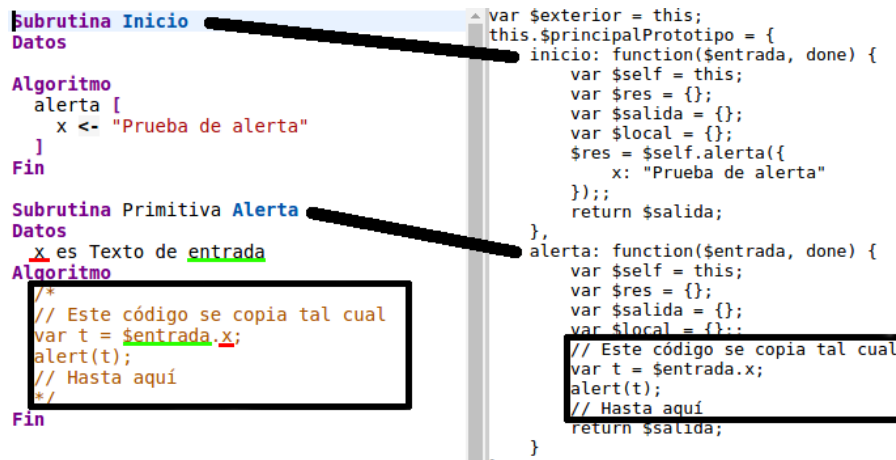 Subrutina Inicio
Datos
Algoritmo
alerta [
x <- "Prueba de alerta"
]
Fin
Subrutina Primitiva Alerta
Datos
x es Texto de entrada
Algoritmo
/*
// Este código se copia tal cual
var t = $entrada.x;
alert(t);
// Hasta aquí
*/
Fin
var $exterior = this;
this.$principalPrototipo = {
inicio: function($entrada, done) {
var $self = this;
var $res = {};
var $salida = {};
var $local = {};
$res = $self.alerta({
x: "Prueba de alerta"
});;
return $salida;
},
alerta: function($entrada, done) {
var $self = this;
var $res = {};
var $salida = {};
var $local = {};;
// Este código se copia tal cual
var t = $entrada.x;
alert(t);
// Hasta aquí
return $salida;
}